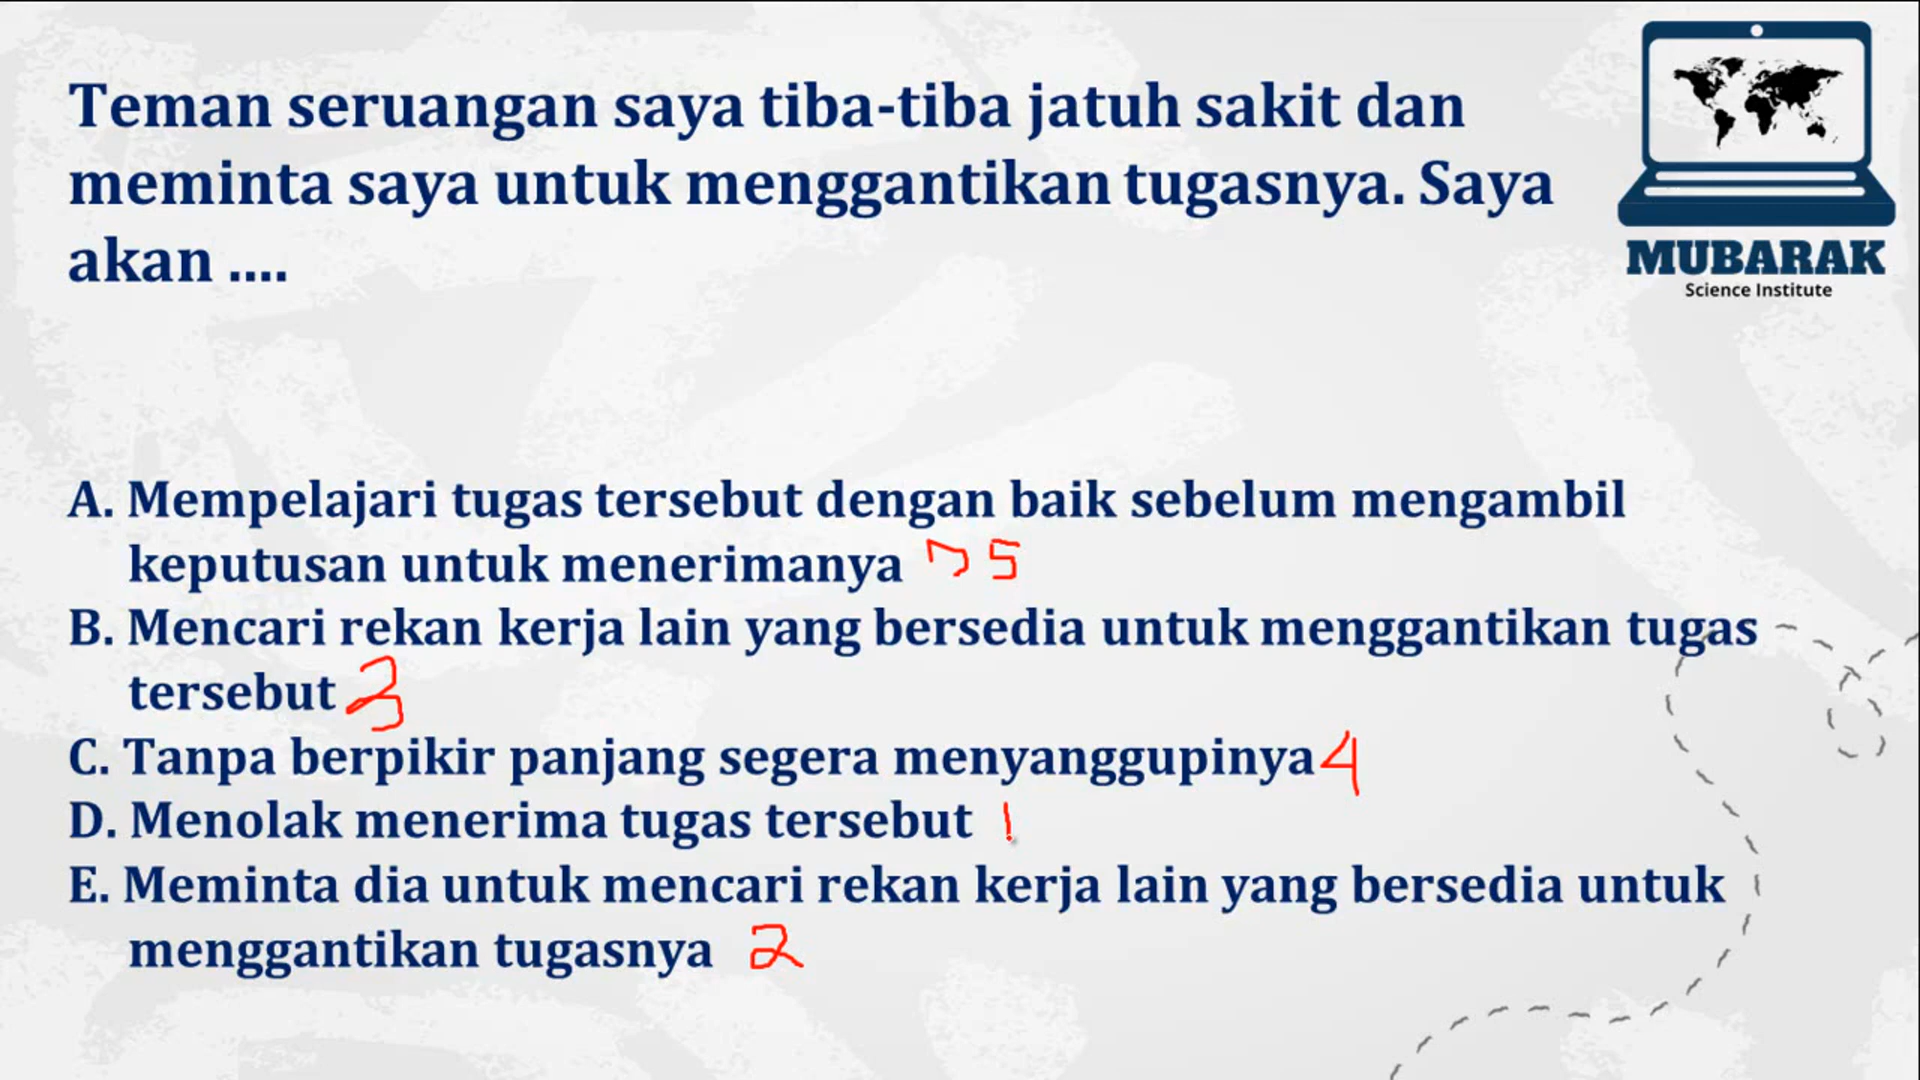 Teman seruangan saya tiba-tiba jatuh sakit dan
meminta saya untuk menggantikan tugasnya. Saya
akan ....
MUBARAK
Science Institute
A. Mempelajari tugas tersebut dengan baik sebelum mengambil
keputusan untuk menerimanya 5
B. Mencari rekan kerja lain yang bersedia untuk menggantikan tugas
tersebut 3
C. Tanpa berpikir panjang segera menyanggupinya 4
D. Menolak menerima tugas tersebut 1
E. Meminta dia untuk mencari rekan kerja lain yang bersedia untuk
menggantikan tugasnya 2